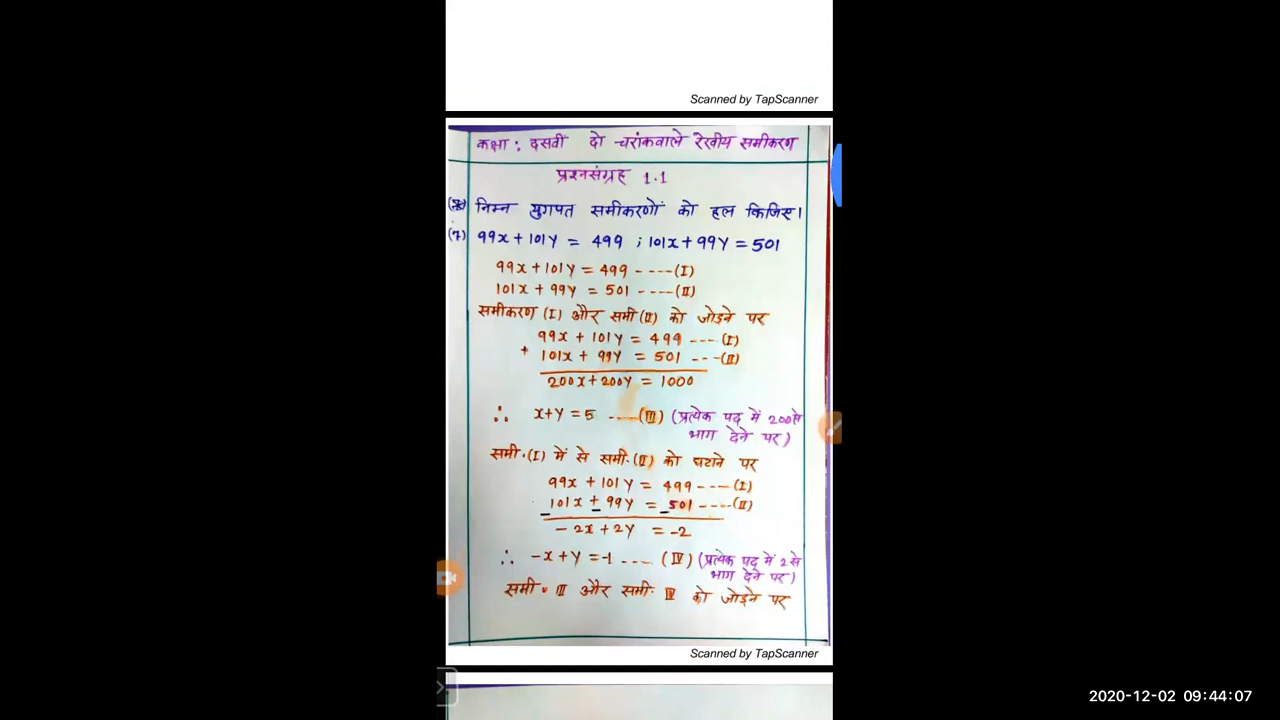 Scanned by TapScanner
कक्षा : दसवीं दो चरांकवाले रेखीय समीकरण
प्रश्नसंग्रह 1.1
निम्न युगपत समीकरणों को हल किजिए।
(7) 99x + 101y = 499 ; 101x + 99y = 501
99x + 101y = 499 ----(I)
101x + 99y = 501 ----(II)
समीकरण (I) और समी (II) को जोड़ने पर
99x + 101y = 499 ----(I)
+ 101x + 99y = 501 ---(II)
200x + 200y = 1000
∴ x+y = 5 ----(III) (प्रत्येक पद में 200 से
भाग देने पर)
समी.(I) में से समी.(II) को घटाने पर
99x + 101y = 499 ----(I)
101x + 99y = 501 ----(II)
- 2x + 2y = -2
∴ -x + y = -1 ---- (IV) (प्रत्येक पद में 2 से
भाग देने पर)
समी. III और समी. IV को जोड़ने पर
Scanned by TapScanner
2020-12-02 09:44:07